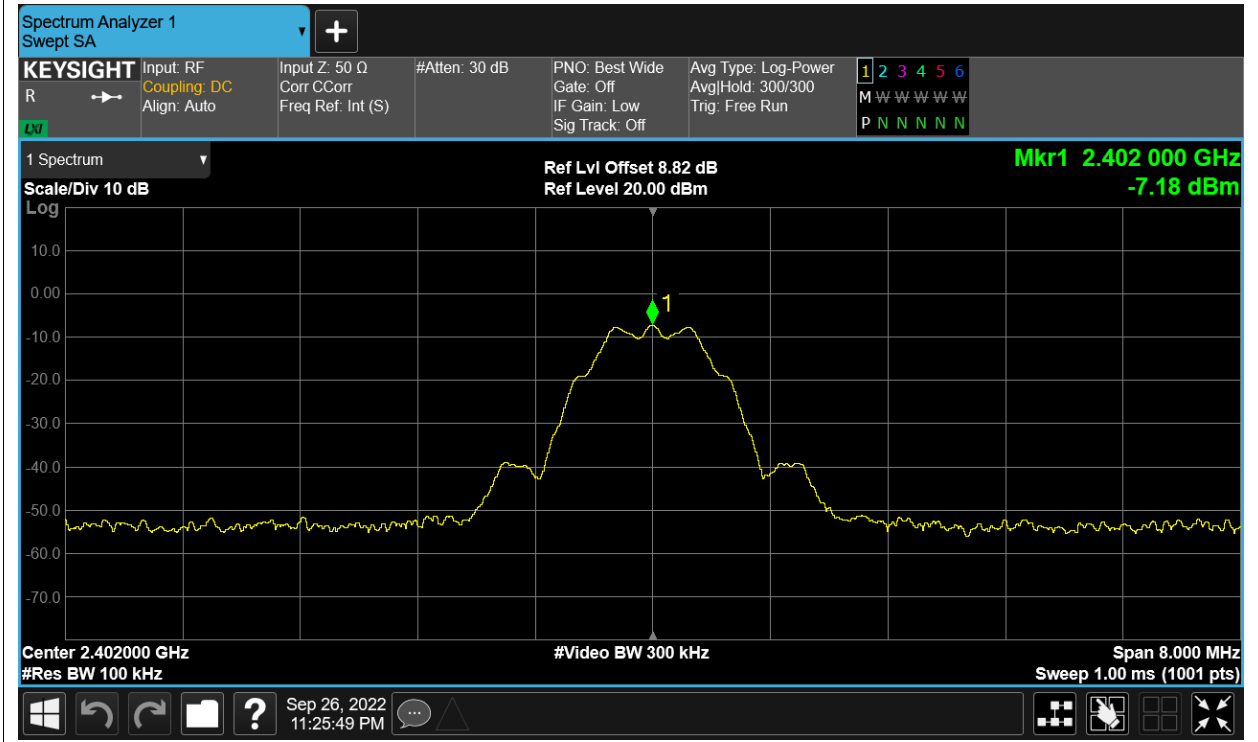 Spectrum Analyzer 1
Swept SA
KEYSIGHT
R
LXI
Input: RF
Coupling: DC
Align: Auto
Input Z: 50 Ω
Corr CCorr
Freq Ref: Int (S)
#Atten: 30 dB
PNO: Best Wide
Gate: Off
IF Gain: Low
Sig Track: Off
Avg Type: Log-Power
Avg|Hold: 300/300
Trig: Free Run
1 2 3 4 5 6
M W W W W W
P N N N N N
1 Spectrum
Scale/Div 10 dB
Log
Ref Lvl Offset 8.82 dB
Ref Level 20.00 dBm
Mkr1 2.402 000 GHz
-7.18 dBm
10.0
0.00
-10.0
-20.0
-30.0
-40.0
-50.0
-60.0
-70.0
1
Center 2.402000 GHz
#Res BW 100 kHz
#Video BW 300 kHz
Span 8.000 MHz
Sweep 1.00 ms (1001 pts)
?
Sep 26, 2022
11:25:49 PM